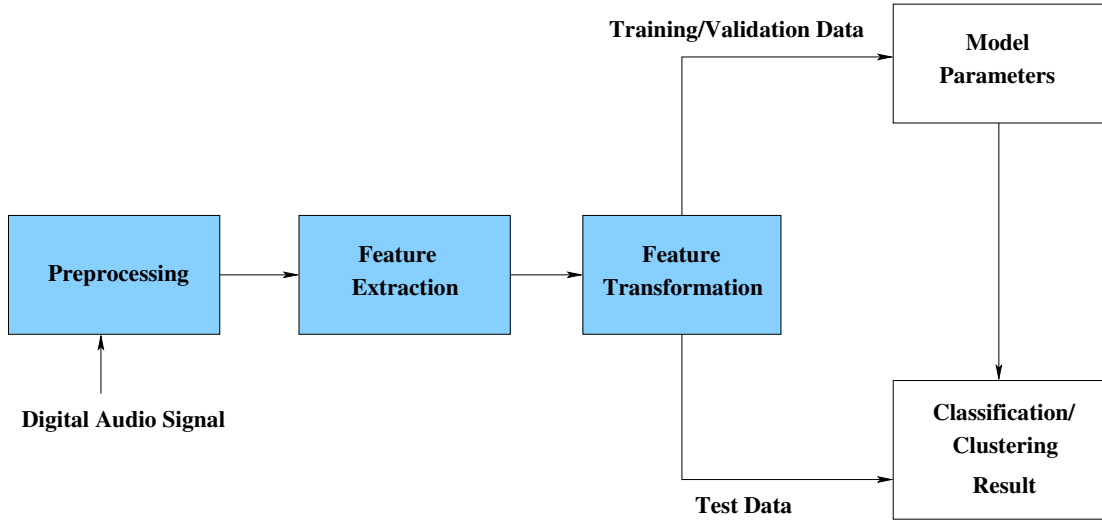 Training/Validation Data
Model
Parameters
Preprocessing
Feature
Extraction
Feature
Transformation
Digital Audio Signal
Classification/
Clustering
Result
Test Data